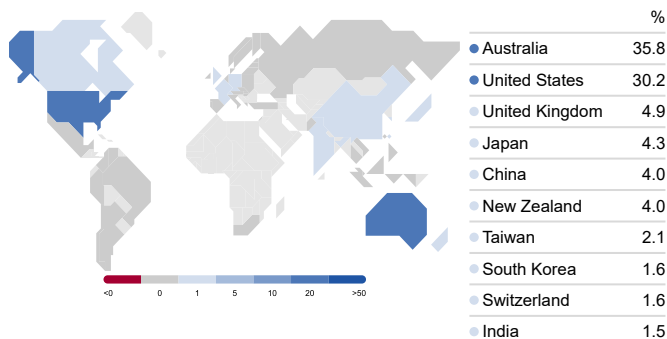 %
Australia 35.8
United States 30.2
United Kingdom 4.9
Japan 4.3
China 4.0
New Zealand 4.0
Taiwan 2.1
South Korea 1.6
Switzerland 1.6
India 1.5
<0 0 1 5 10 20 >50